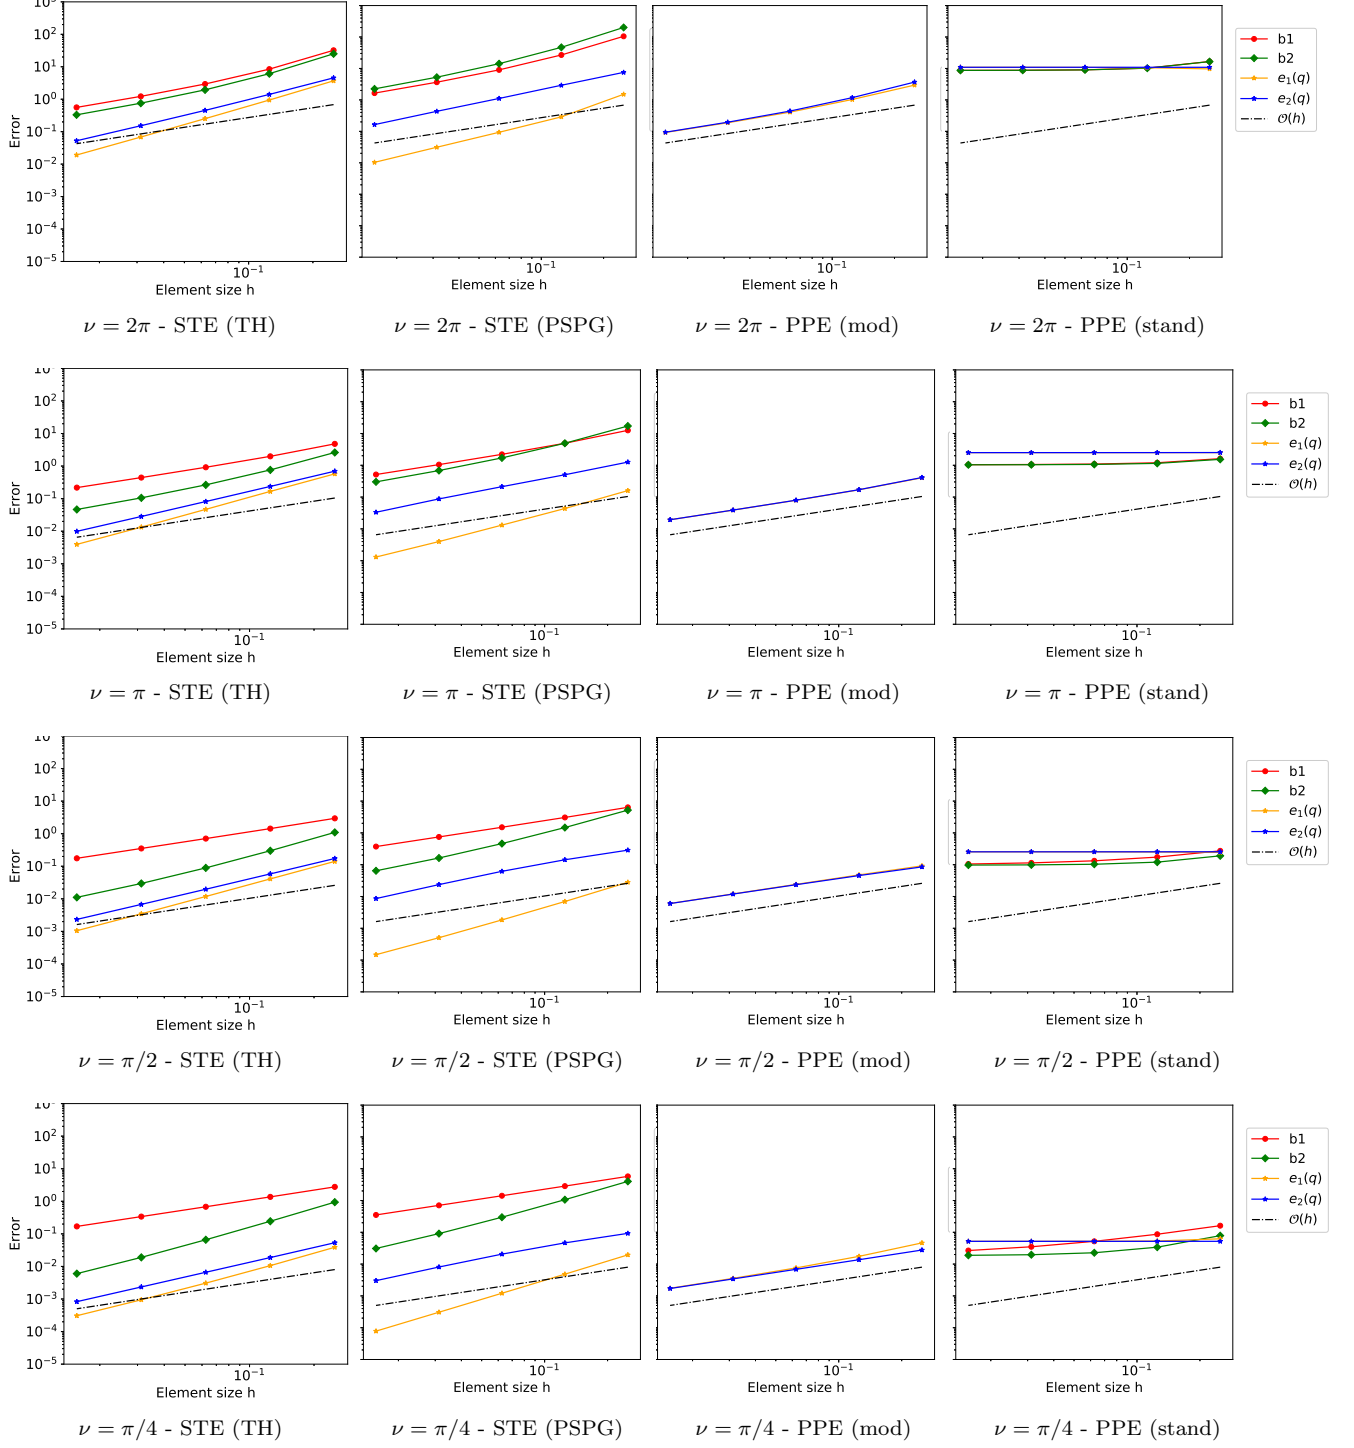 10³
10²
10¹
10⁰
10⁻¹
10⁻²
10⁻³
10⁻⁴
10⁻⁵
Error
10⁻¹
10⁻¹
10⁻¹
10⁻¹
Element size h
Element size h
Element size h
Element size h
b1
b2
e₁(q)
e₂(q)
𝒪(h)
ν = 2π - STE (TH)
ν = 2π - STE (PSPG)
ν = 2π - PPE (mod)
ν = 2π - PPE (stand)
10³
10²
10¹
10⁰
10⁻¹
10⁻²
10⁻³
10⁻⁴
10⁻⁵
Error
10⁻¹
10⁻¹
10⁻¹
10⁻¹
Element size h
Element size h
Element size h
Element size h
b1
b2
e₁(q)
e₂(q)
𝒪(h)
ν = π - STE (TH)
ν = π - STE (PSPG)
ν = π - PPE (mod)
ν = π - PPE (stand)
10²
10¹
10⁰
10⁻¹
10⁻²
10⁻³
10⁻⁴
10⁻⁵
Error
10⁻¹
10⁻¹
10⁻¹
10⁻¹
Element size h
Element size h
Element size h
Element size h
b1
b2
e₁(q)
e₂(q)
𝒪(h)
ν = π/2 - STE (TH)
ν = π/2 - STE (PSPG)
ν = π/2 - PPE (mod)
ν = π/2 - PPE (stand)
10²
10¹
10⁰
10⁻¹
10⁻²
10⁻³
10⁻⁴
10⁻⁵
Error
10⁻¹
10⁻¹
10⁻¹
10⁻¹
Element size h
Element size h
Element size h
Element size h
b1
b2
e₁(q)
e₂(q)
𝒪(h)
ν = π/4 - STE (TH)
ν = π/4 - STE (PSPG)
ν = π/4 - PPE (mod)
ν = π/4 - PPE (stand)